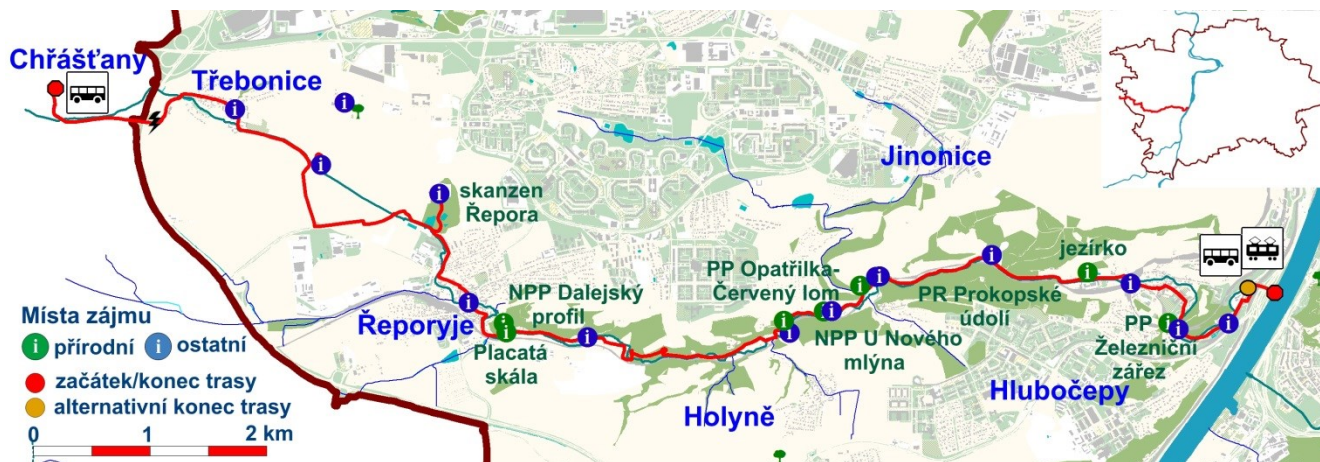 Chřášťany
Třebonice
skanzen
Řepora
Jinonice
jezírko
PP Opatřilka-
Červený lom
PR Prokopské
údolí
NPP Dalejský
profil
Řeporyje
Placatá
skála
NPP U Nového
mlýna
PP
Železniční
zářez
Hlubočepy
Holyně
Místa zájmu
i přírodní i ostatní
začátek/konec trasy
alternativní konec trasy
0 1 2 km